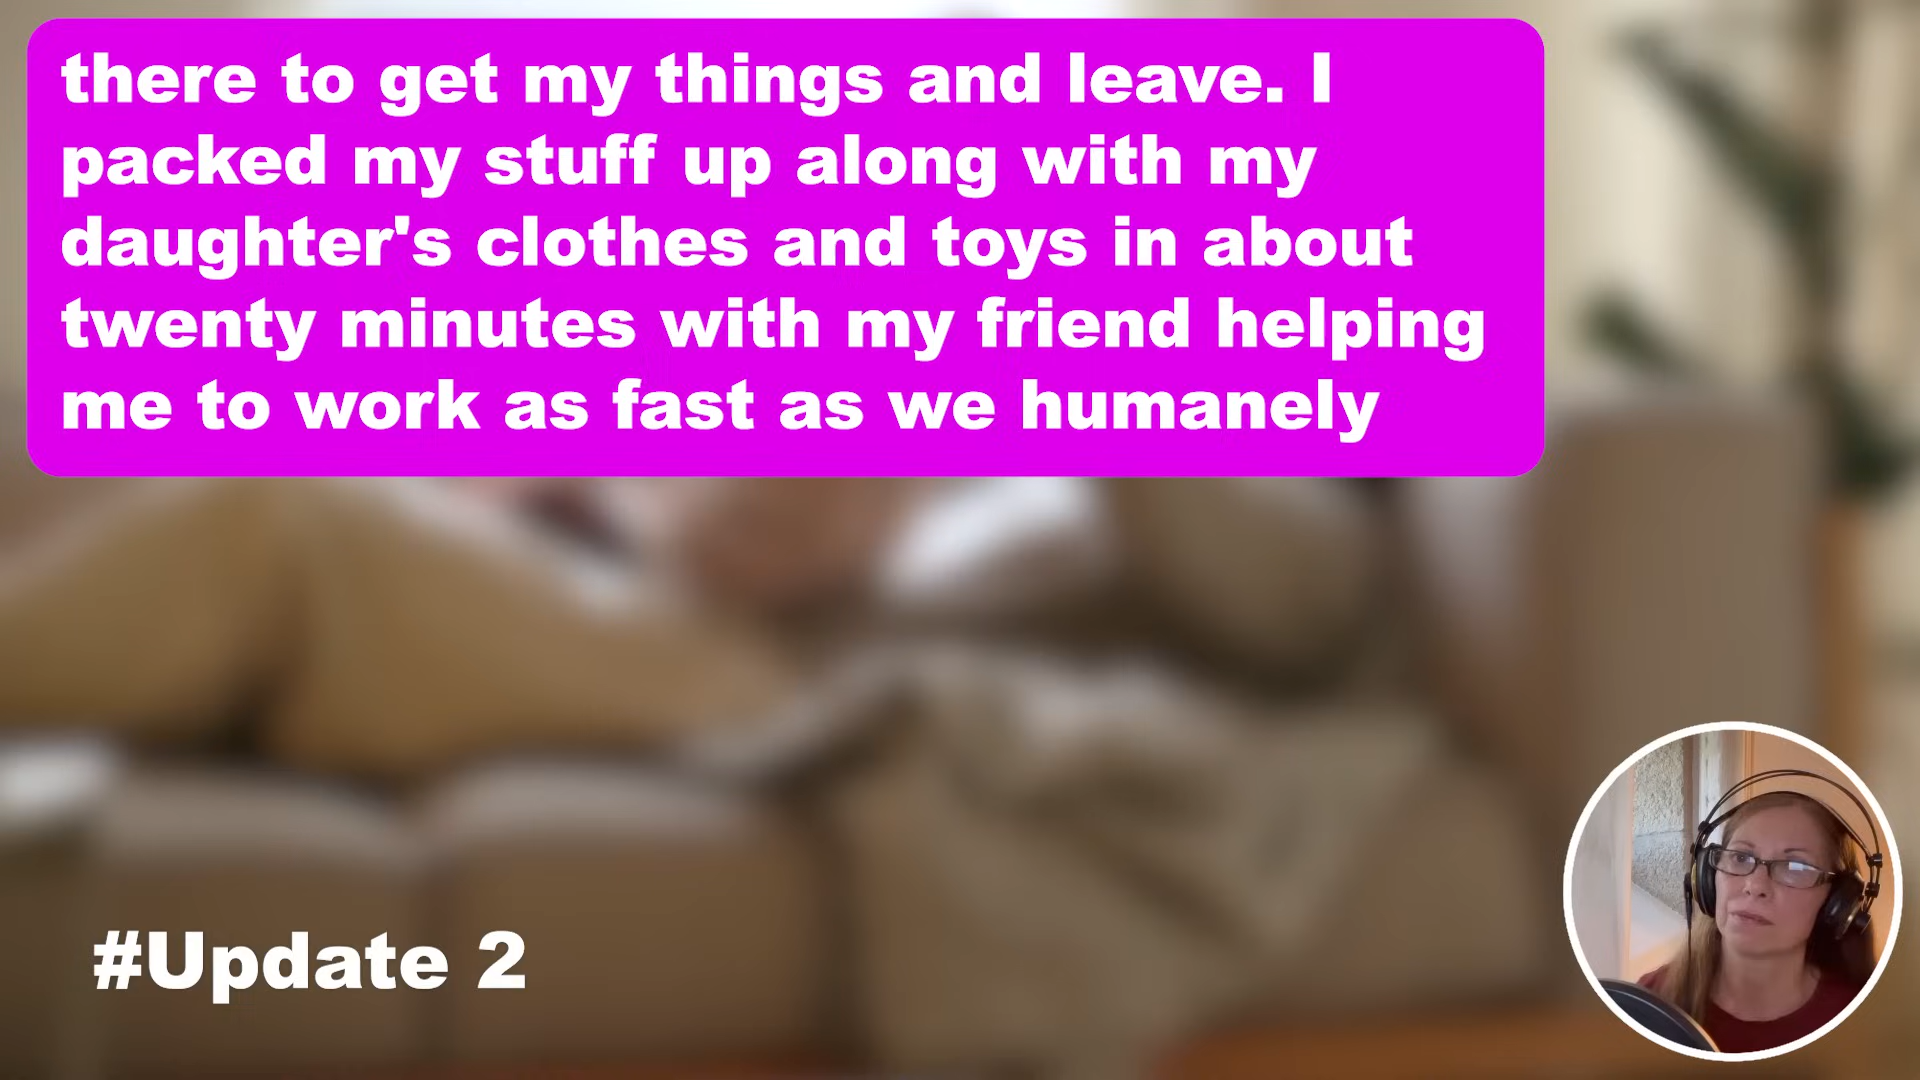 there to get my things and leave. I
packed my stuff up along with my
daughter's clothes and toys in about
twenty minutes with my friend helping
me to work as fast as we humanely
#Update 2